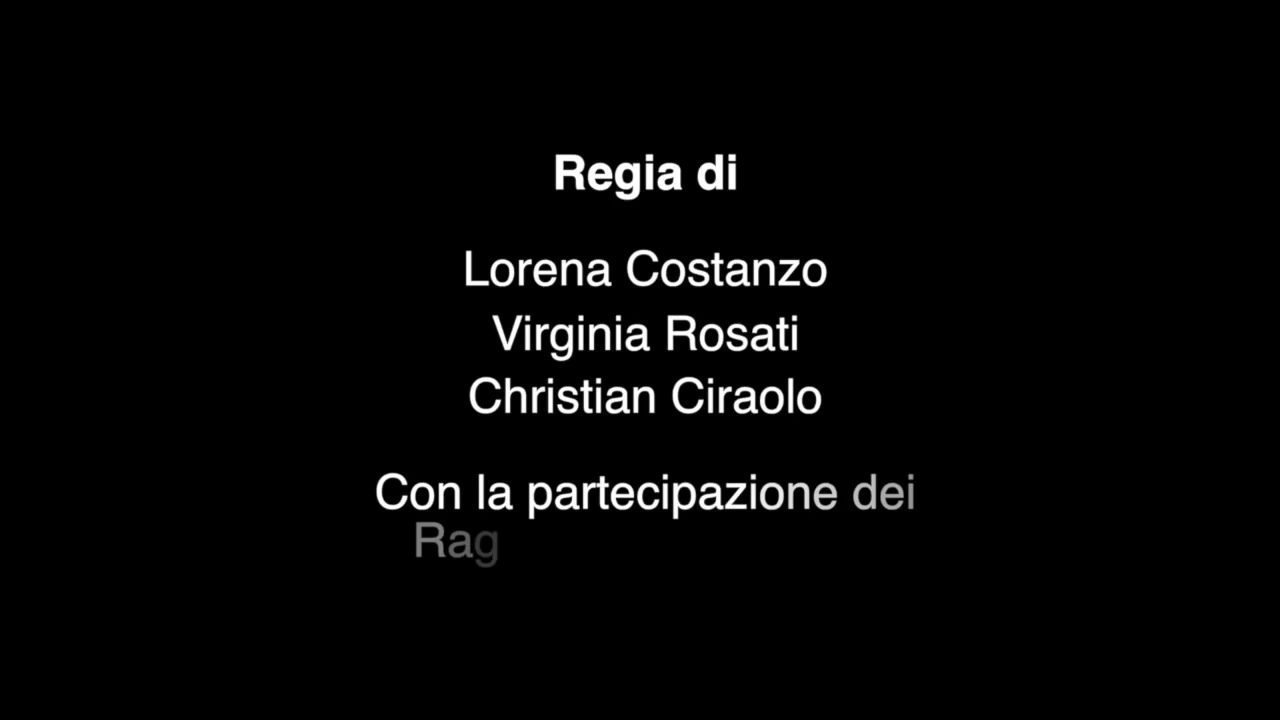 Regia di
Lorena Costanzo
Virginia Rosati
Christian Ciraolo
Con la partecipazione dei
Rag